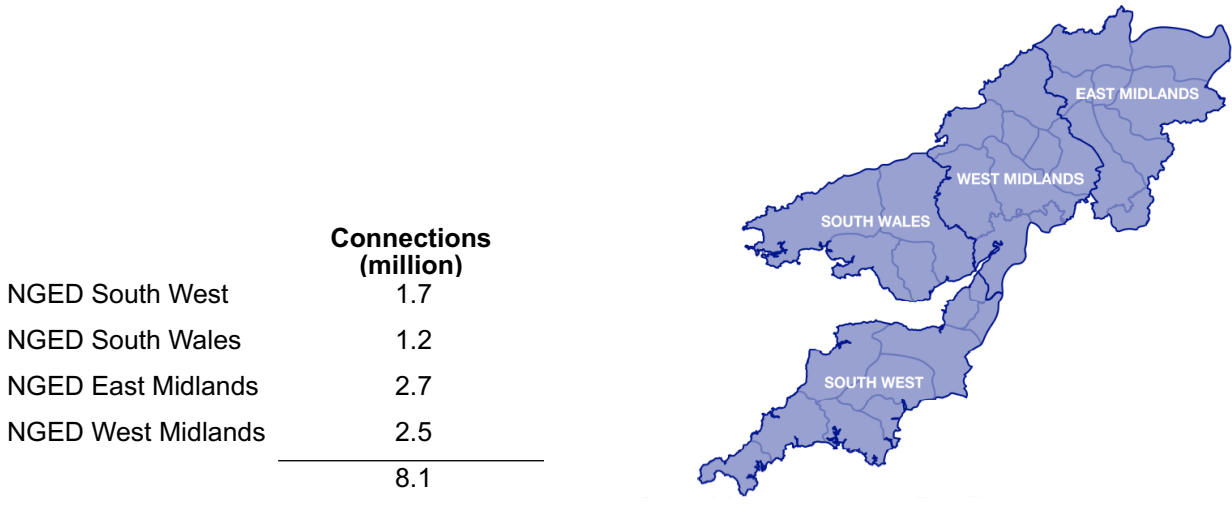 Connections
(million)
NGED South West 1.7
NGED South Wales 1.2
NGED East Midlands 2.7
NGED West Midlands 2.5
8.1
EAST MIDLANDS
WEST MIDLANDS
SOUTH WALES
SOUTH WEST